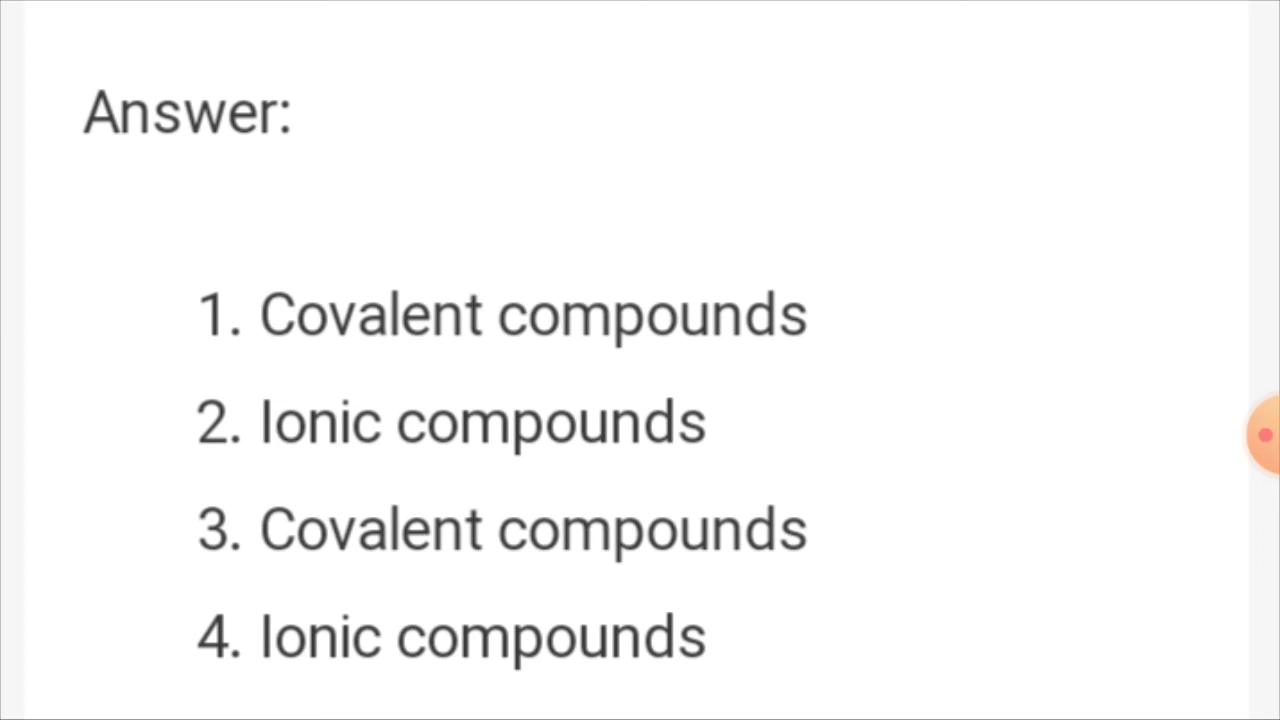 Answer:
1. Covalent compounds
2. Ionic compounds
3. Covalent compounds
4. Ionic compounds